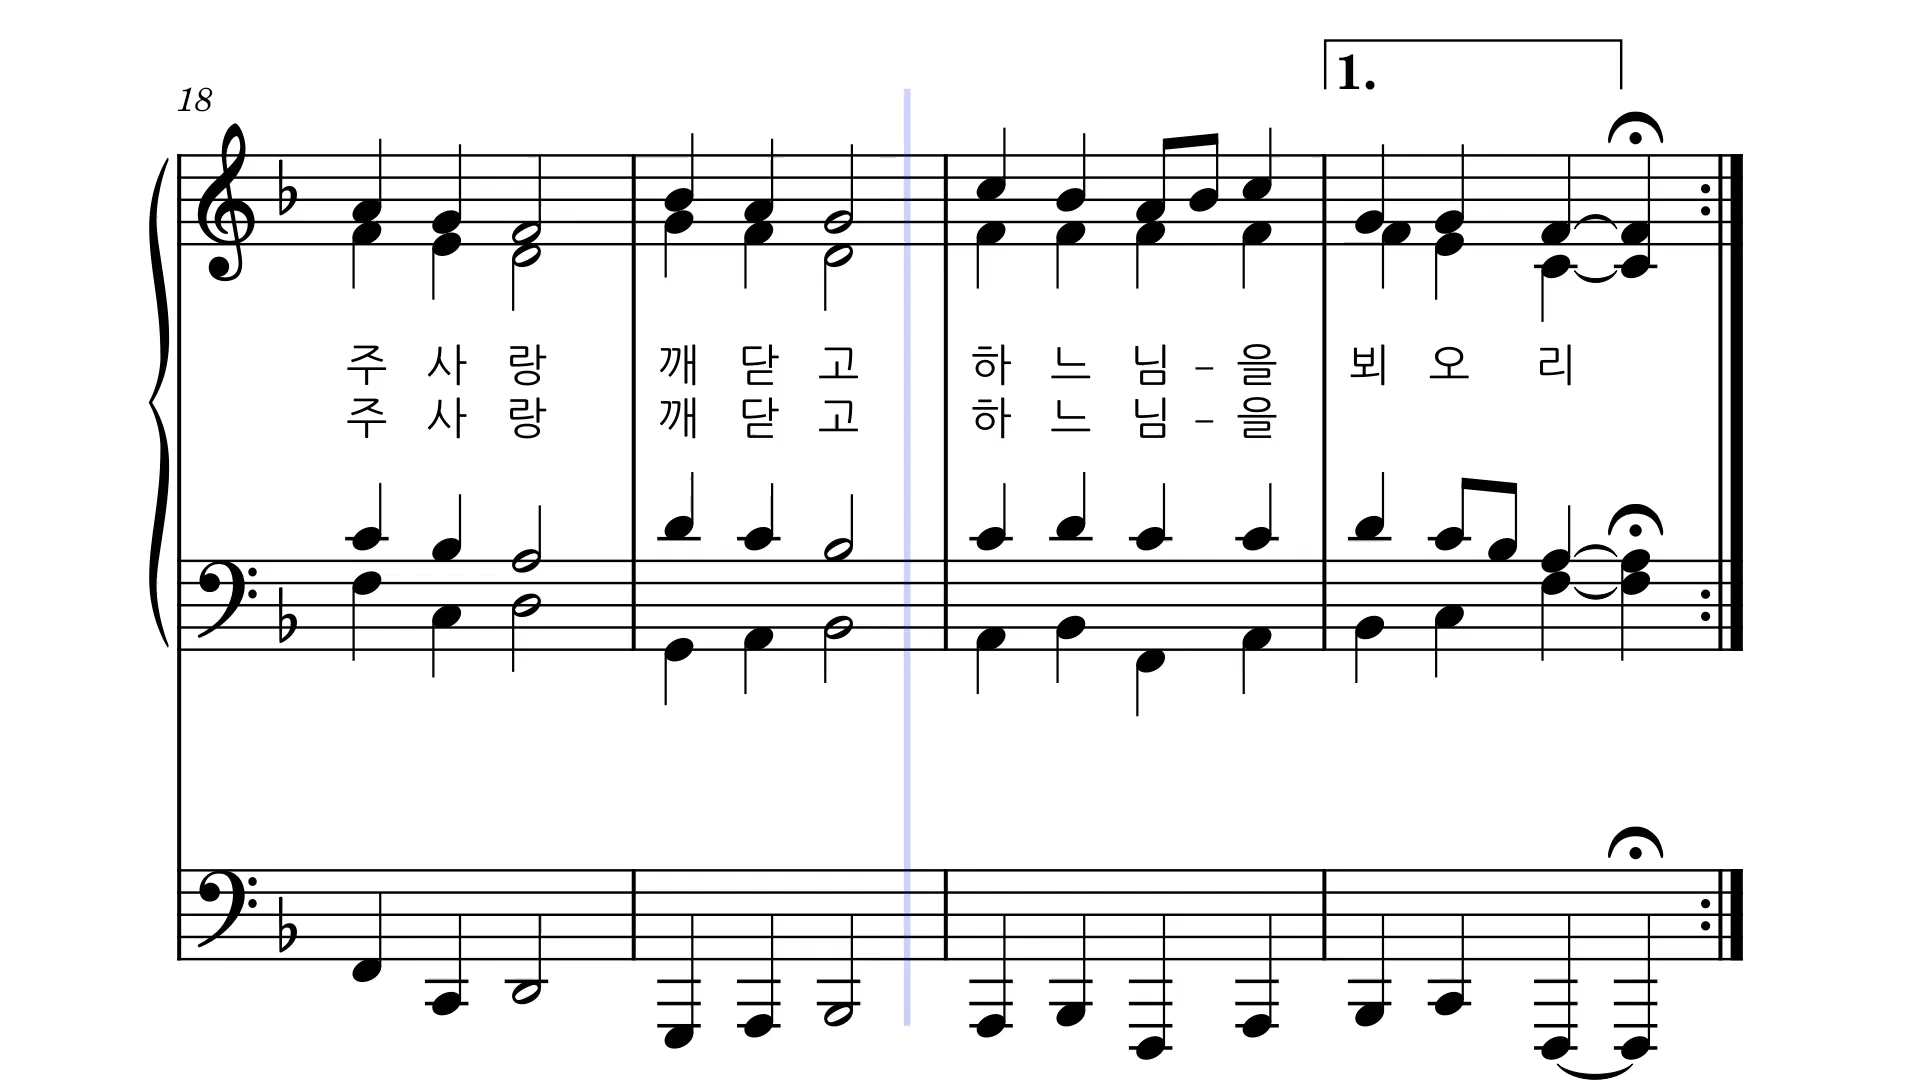 1.
18
주 사 랑 깨 닫 고 하 느 님 - 을 뵈 오 리
주 사 랑 깨 닫 고 하 느 님 - 을